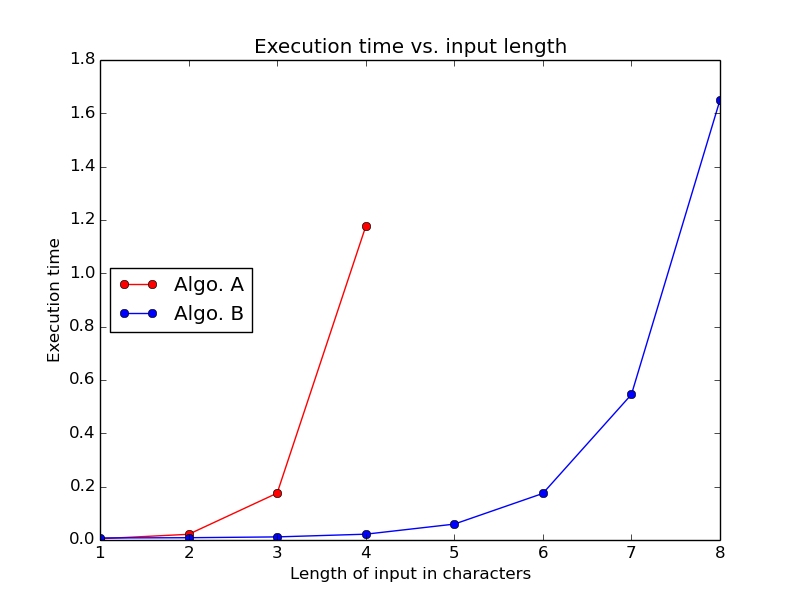 Execution time vs. input length
1.8
1.6
1.4
1.2
1.0
0.8
0.6
0.4
0.2
0.0
Execution time
Algo. A
Algo. B
1 2 3 4 5 6 7 8
Length of input in characters